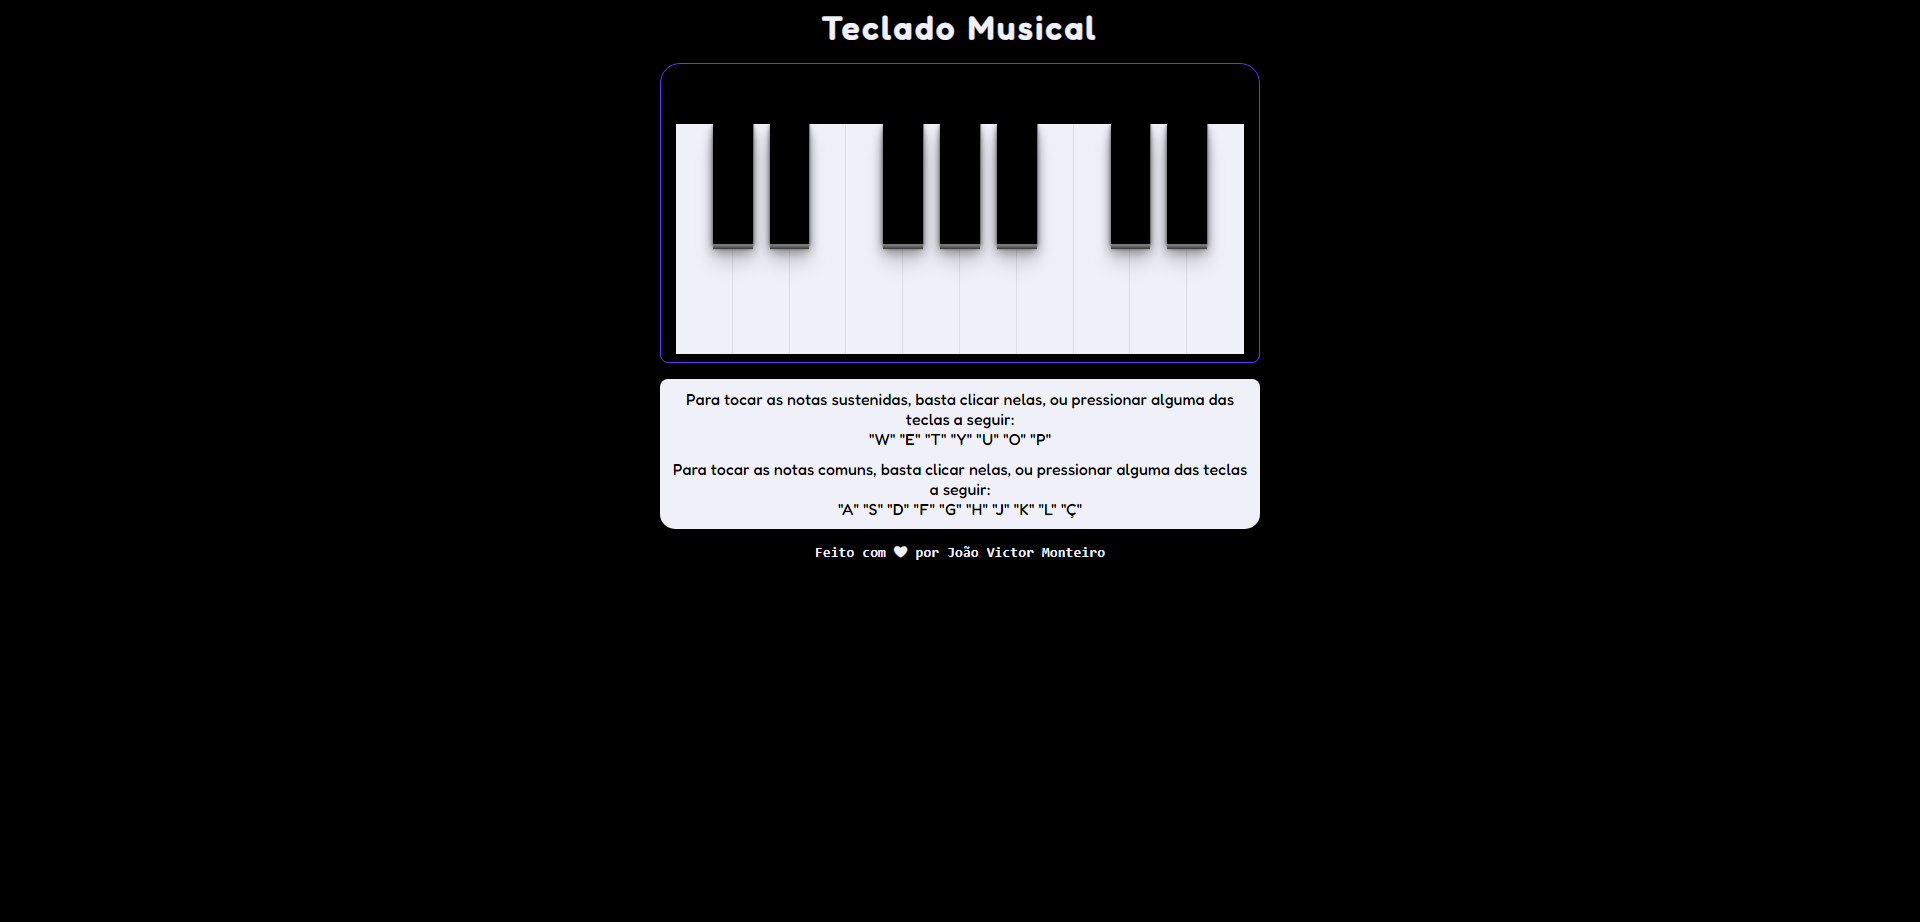 Teclado Musical
Para tocar as notas sustenidas, basta clicar nelas, ou pressionar alguma das
teclas a seguir:
"W" "E" "T" "Y" "U" "O" "P"
Para tocar as notas comuns, basta clicar nelas, ou pressionar alguma das teclas
a seguir:
"A" "S" "D" "F" "G" "H" "J" "K" "L" "Ç"
Feito com 🤍 por João Victor Monteiro